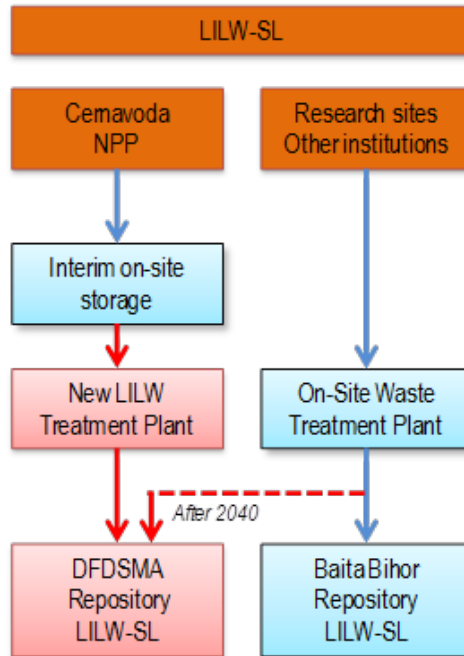 LILW-SL
Cernavoda
NPP
Research sites
Other institutions
Interim on-site
storage
New LILW
Treatment Plant
On-Site Waste
Treatment Plant
After 2040
DFDSMA
Repository
LILW-SL
Baita Bihor
Repository
LILW-SL